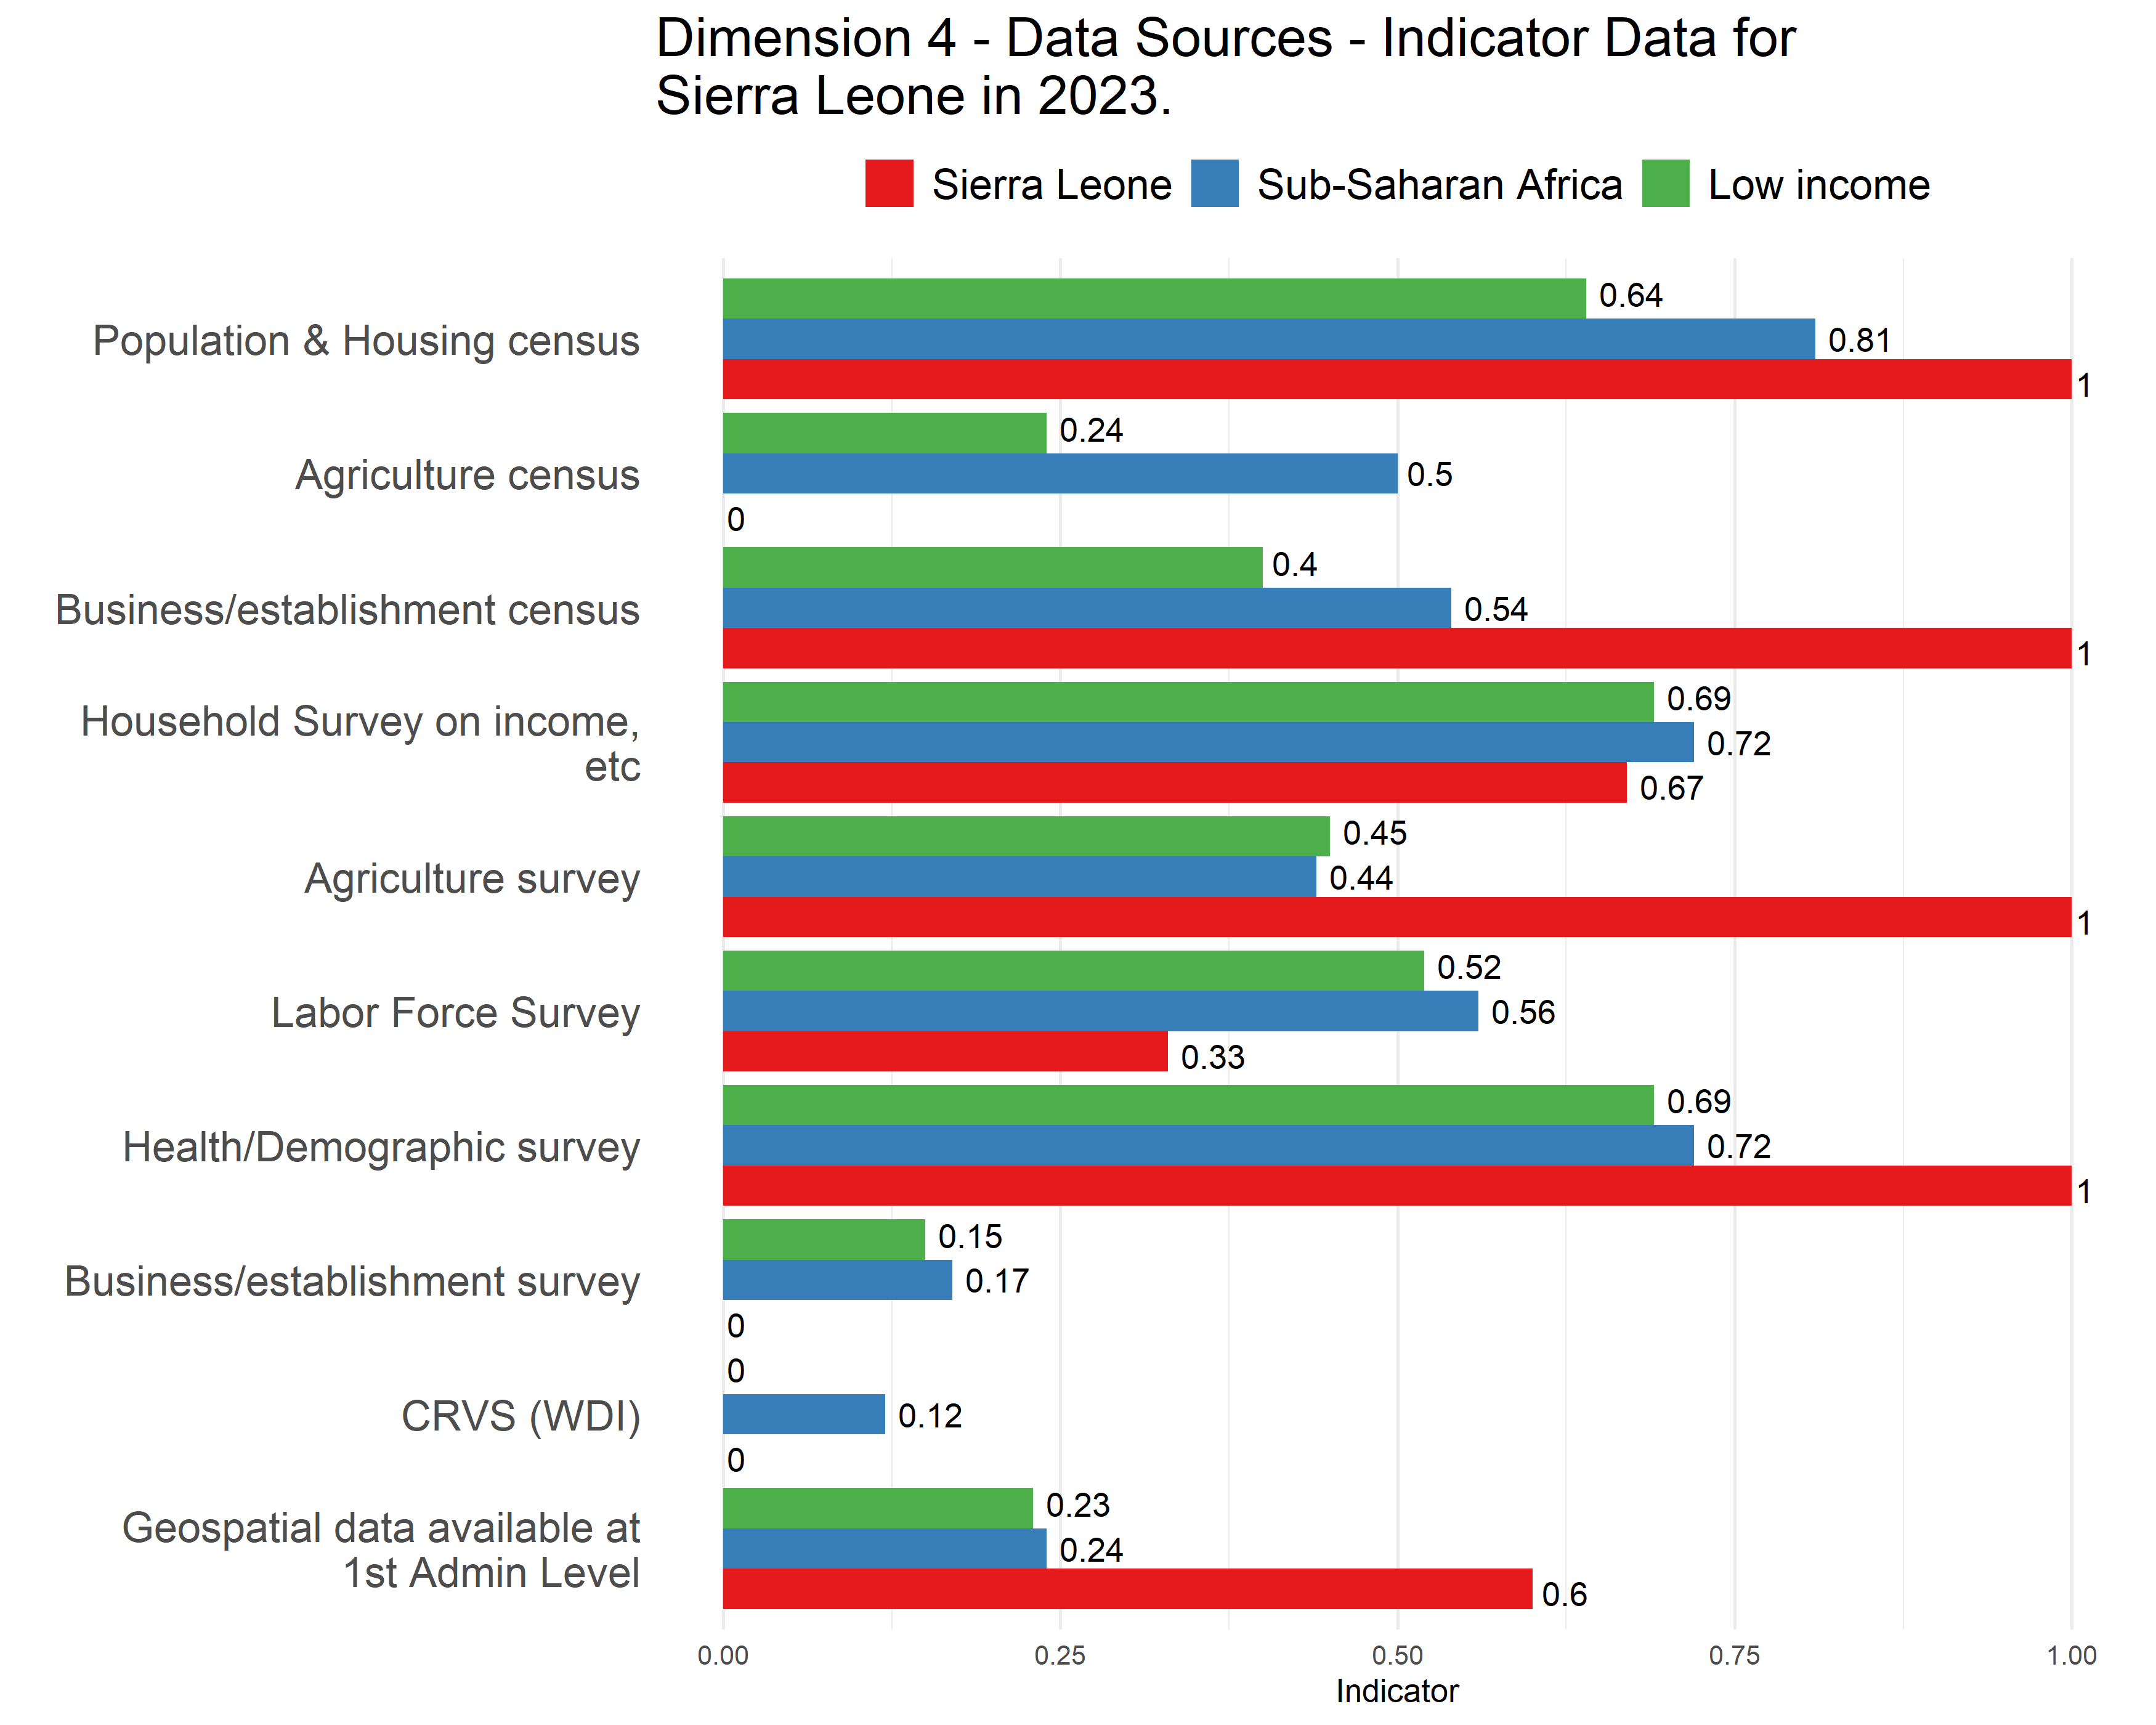 Dimension 4 - Data Sources - Indicator Data for
Sierra Leone in 2023.
Sierra Leone
Sub-Saharan Africa
Low income
Population & Housing census
0.64
0.81
1
Agriculture census
0.24
0.5
0
Business/establishment census
0.4
0.54
1
Household Survey on income,
etc
0.69
0.72
0.67
Agriculture survey
0.45
0.44
1
Labor Force Survey
0.52
0.56
0.33
Health/Demographic survey
0.69
0.72
1
Business/establishment survey
0.15
0.17
0
CRVS (WDI)
0
0.12
0
Geospatial data available at
1st Admin Level
0.23
0.24
0.6
0.00
0.25
0.50
0.75
1.00
Indicator